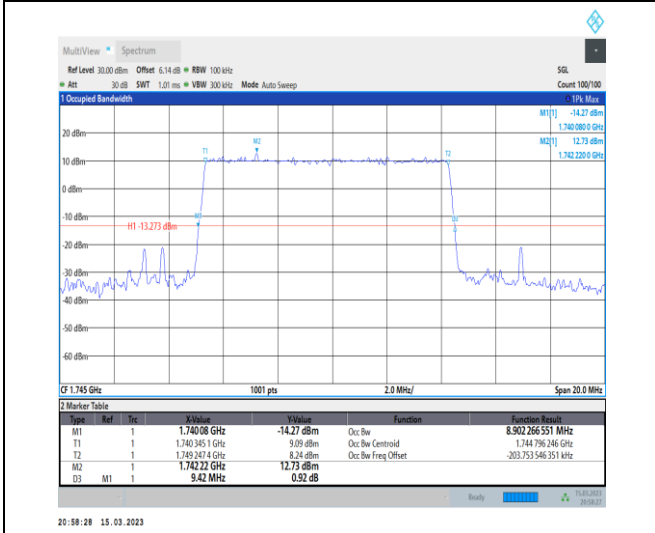 MultiView Spectrum
Ref Level 30.00 dBm Offset 6.14 dB RBW 100 kHz SGL
Att 30 dB SWT 1.01 ms VBW 300 kHz Mode Auto Sweep Count 100/100
1 Occupied Bandwidth 1Pk Max
M1[1] -14.27 dBm
1.740 080 0 GHz
20 dBm
M2[1] 12.73 dBm
1.742 220 0 GHz
M2
T1
T2
10 dBm
0 dBm
-10 dBm
M1
H1 -13.273 dBm
-20 dBm
-30 dBm
-40 dBm
-50 dBm
-60 dBm
CF 1.745 GHz 1001 pts 2.0 MHz/ Span 20.0 MHz
2 Marker Table
Type Ref Trc X-Value Y-Value Function Function Result
M1 1 1.740 08 GHz -14.27 dBm Occ Bw 8.902 266 551 MHz
T1 1 1.740 345 1 GHz 9.09 dBm Occ Bw Centroid 1.744 796 246 GHz
T2 1 1.749 247 4 GHz 8.24 dBm Occ Bw Freq Offset -203.753 546 351 kHz
M2 1 1.742 22 GHz 12.73 dBm
D3 M1 1 9.42 MHz 0.92 dB
Ready 15.03.2023
20:58:27
20:58:28 15.03.2023